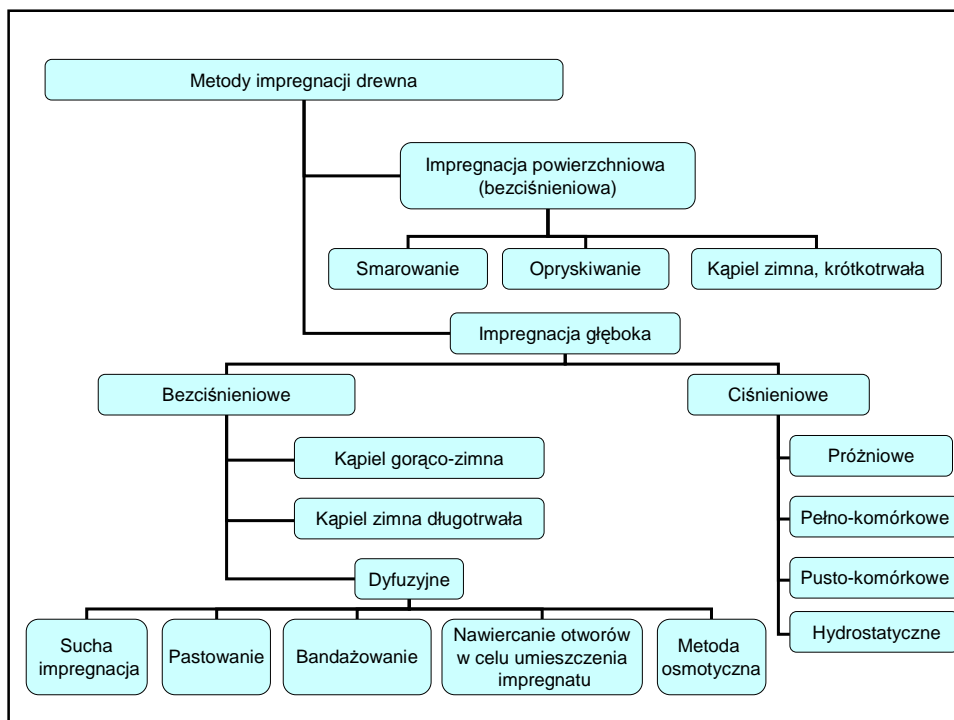 Metody impregnacji drewna
Impregnacja powierzchniowa
(bezciśnieniowa)
Smarowanie
Opryskiwanie
Kąpiel zimna, krótkotrwała
Impregnacja głęboka
Bezciśnieniowe
Ciśnieniowe
Kąpiel gorąco-zimna
Próżniowe
Kąpiel zimna długotrwała
Pełno-komórkowe
Dyfuzyjne
Pusto-komórkowe
Hydrostatyczne
Sucha
impregnacja
Pastowanie
Bandażowanie
Nawiercanie otworów
w celu umieszczenia
impregnatu
Metoda
osmotyczna